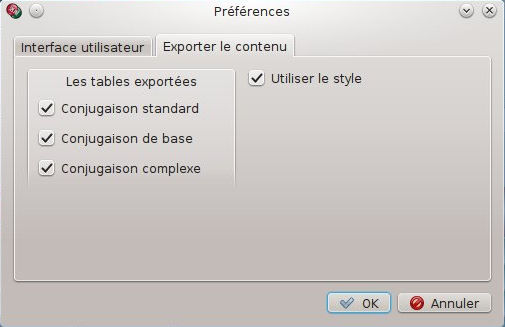 Préférences
Interface utilisateur
Exporter le contenu
Les tables exportées
Utiliser le style
Conjugaison standard
Conjugaison de base
Conjugaison complexe
OK
Annuler